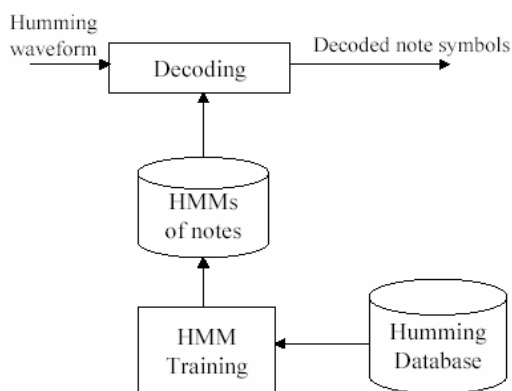 Humming
waveform
Decoding
Decoded note symbols
HMMs
of notes
HMM
Training
Humming
Database